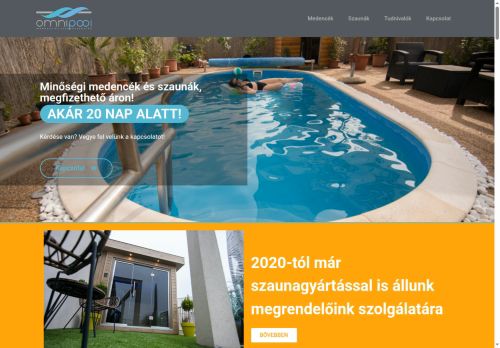 omnipool
Medencék
Szaunák
Tudnivalók
Kapcsolat
Minőségi medencék és szaunák,
megfizethető áron!
AKÁR 20 NAP ALATT!
Kérdése van? Vegye fel velünk a kapcsolatot!
Kapcsolat
2020-tól már
szaunagyártással is állunk
megrendelőink szolgálatára
BŐVEBBEN